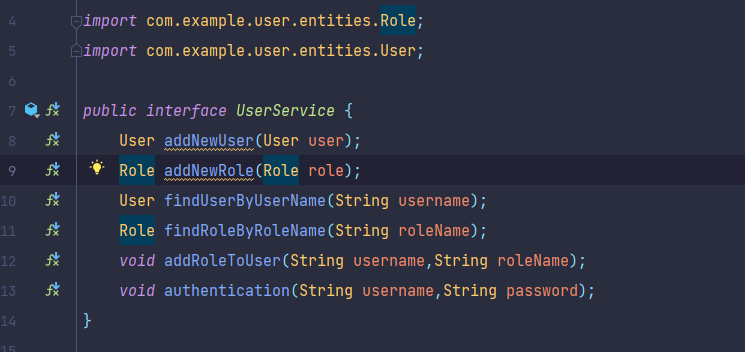 4 import com.example.user.entities.Role;
5 import com.example.user.entities.User;
6
7 public interface UserService {
8 User addNewUser(User user);
9 Role addNewRole(Role role);
10 User findUserByUserName(String username);
11 Role findRoleByRoleName(String roleName);
12 void addRoleToUser(String username,String roleName);
13 void authentication(String username,String password);
14 }
15